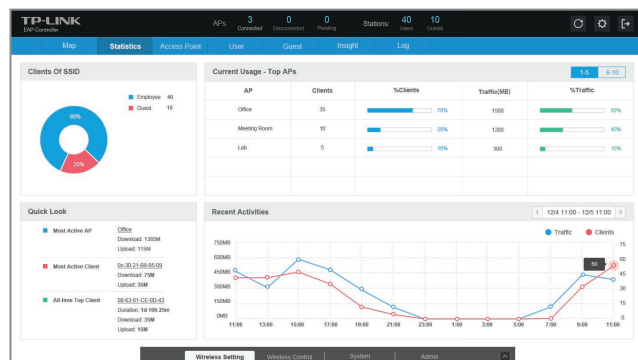 TP-LINK
EAP Controller
APs: 3 0 0 Stations: 40 10
Connected Disconnected Pending Users Guests
Map Statistics Access Point User Guest Insight Log
Clients Of SSID
Employee 40
Guest 10
80%
20%
Current Usage - Top APs
1-5 6-10
AP Clients %Clients Traffic(MB) %Traffic
Office 35 70% 1500 50%
Meeting Room 10 20% 1200 40%
Lab 5 10% 300 10%
Quick Look
Most Active AP Office
Download: 1385M
Upload: 115M
Most Active Client 0c-30-21-B8-85-09
Download: 75M
Upload: 35M
All-time Top Client 08-63-61-CE-0D-43
Duration: 1d 10h 25m
Download: 35M
Upload: 15M
Recent Activities
< 12/4 11:00 - 12/5 11:00 >
Traffic Clients
750MB 75
600MB 60
450MB 45
300MB 30
150MB 15
0MB 0
50
11:00 13:00 15:00 17:00 19:00 21:00 23:00 1:00 3:00 5:00 7:00 9:00 11:00
Wireless Setting Wireless Control System Admin